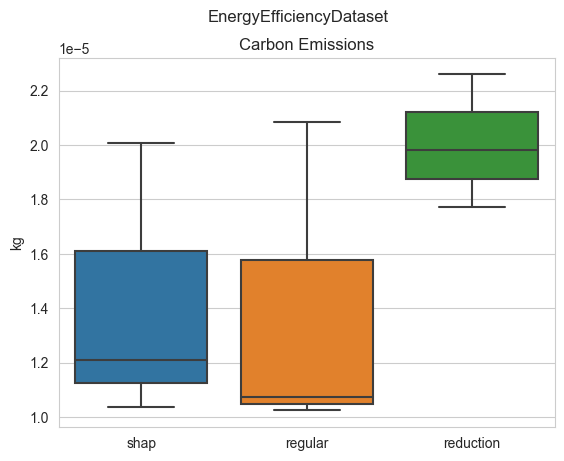 EnergyEfficiencyDataset
Carbon Emissions
1e−5
2.2
2.0
1.8
1.6
1.4
1.2
1.0
kg
shap regular reduction